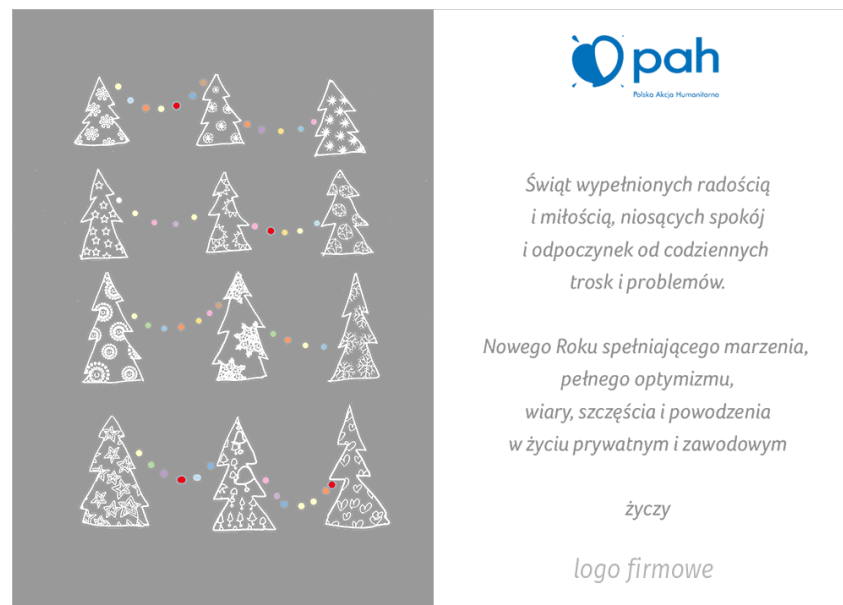 pah
Polska Akcja Humanitarna
Świąt wypełnionych radością
i miłością, niosących spokój
i odpoczynek od codziennych
trosk i problemów.
Nowego Roku spełniającego marzenia,
pełnego optymizmu,
wiary, szczęścia i powodzenia
w życiu prywatnym i zawodowym
życzy
logo firmowe